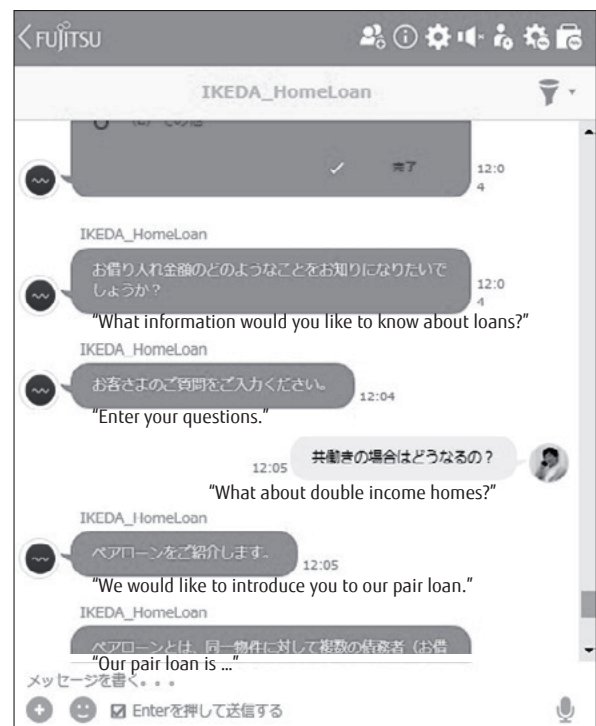 FUJITSU
IKEDA_HomeLoan
完了
12:0
4
IKEDA_HomeLoan
お借り入れ金額のどのようなことをお知りになりたいで
しょうか？
12:0
4
"What information would you like to know about loans?"
IKEDA_HomeLoan
お客さまのご質問をご入力ください。
12:04
"Enter your questions."
共働きの場合はどうなるの？
12:05
"What about double income homes?"
IKEDA_HomeLoan
ペアローンをご紹介します。
12:05
"We would like to introduce you to our pair loan."
IKEDA_HomeLoan
ペアローンとは、同一物件に対して複数の債務者（お借
"Our pair loan is ..."
メッセージを書く。。。
Enterを押して送信する